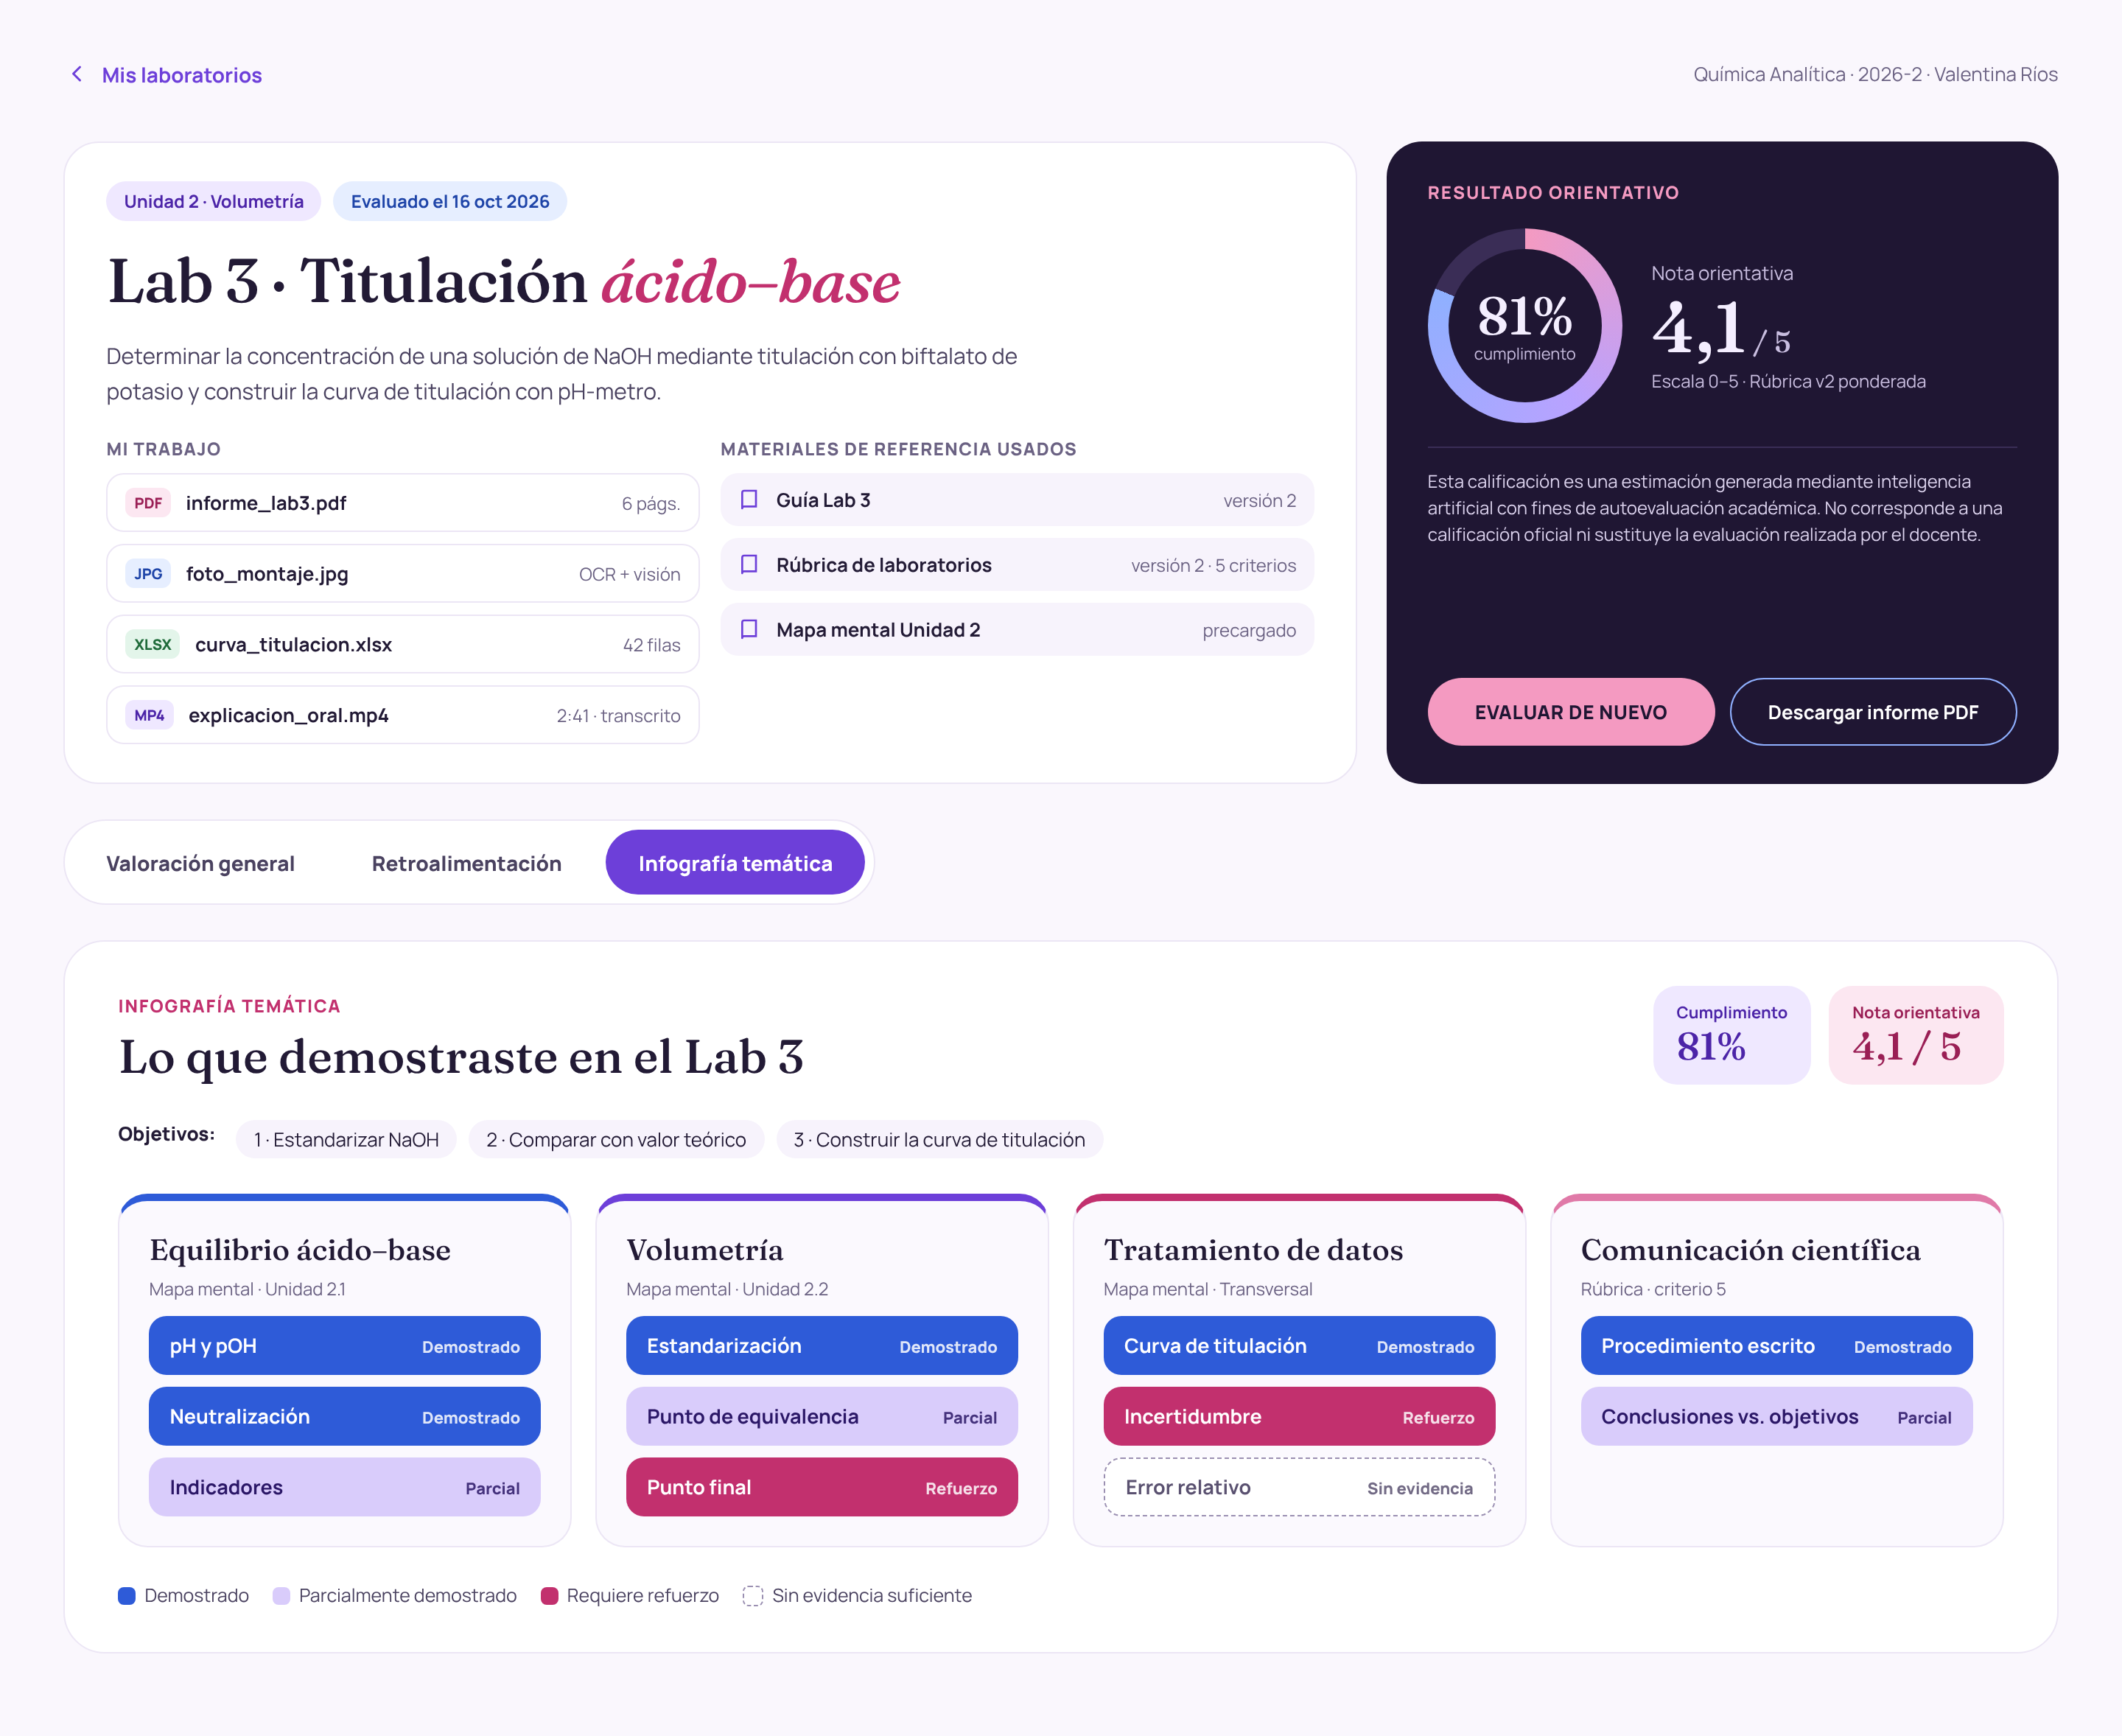 Mis laboratorios
Química Analítica · 2026-2 · Valentina Ríos
Unidad 2 · Volumetría
Evaluado el 16 oct 2026
Lab 3 · Titulación ácido–base
Determinar la concentración de una solución de NaOH mediante titulación con biftalato de
potasio y construir la curva de titulación con pH-metro.
MI TRABAJO
PDF informe_lab3.pdf 6 págs.
JPG foto_montaje.jpg OCR + visión
XLSX curva_titulacion.xlsx 42 filas
MP4 explicacion_oral.mp4 2:41 · transcrito
MATERIALES DE REFERENCIA USADOS
Guía Lab 3 versión 2
Rúbrica de laboratorios versión 2 · 5 criterios
Mapa mental Unidad 2 precargado
RESULTADO ORIENTATIVO
81%
cumplimiento
Nota orientativa
4,1 / 5
Escala 0–5 · Rúbrica v2 ponderada
Esta calificación es una estimación generada mediante inteligencia
artificial con fines de autoevaluación académica. No corresponde a una
calificación oficial ni sustituye la evaluación realizada por el docente.
EVALUAR DE NUEVO
Descargar informe PDF
Valoración general
Retroalimentación
Infografía temática
INFOGRAFÍA TEMÁTICA
Lo que demostraste en el Lab 3
Cumplimiento
81%
Nota orientativa
4,1 / 5
Objetivos:
1 · Estandarizar NaOH
2 · Comparar con valor teórico
3 · Construir la curva de titulación
Equilibrio ácido–base
Mapa mental · Unidad 2.1
pH y pOH Demostrado
Neutralización Demostrado
Indicadores Parcial
Volumetría
Mapa mental · Unidad 2.2
Estandarización Demostrado
Punto de equivalencia Parcial
Punto final Refuerzo
Tratamiento de datos
Mapa mental · Transversal
Curva de titulación Demostrado
Incertidumbre Refuerzo
Error relativo Sin evidencia
Comunicación científica
Rúbrica · criterio 5
Procedimiento escrito Demostrado
Conclusiones vs. objetivos Parcial
Demostrado
Parcialmente demostrado
Requiere refuerzo
Sin evidencia suficiente